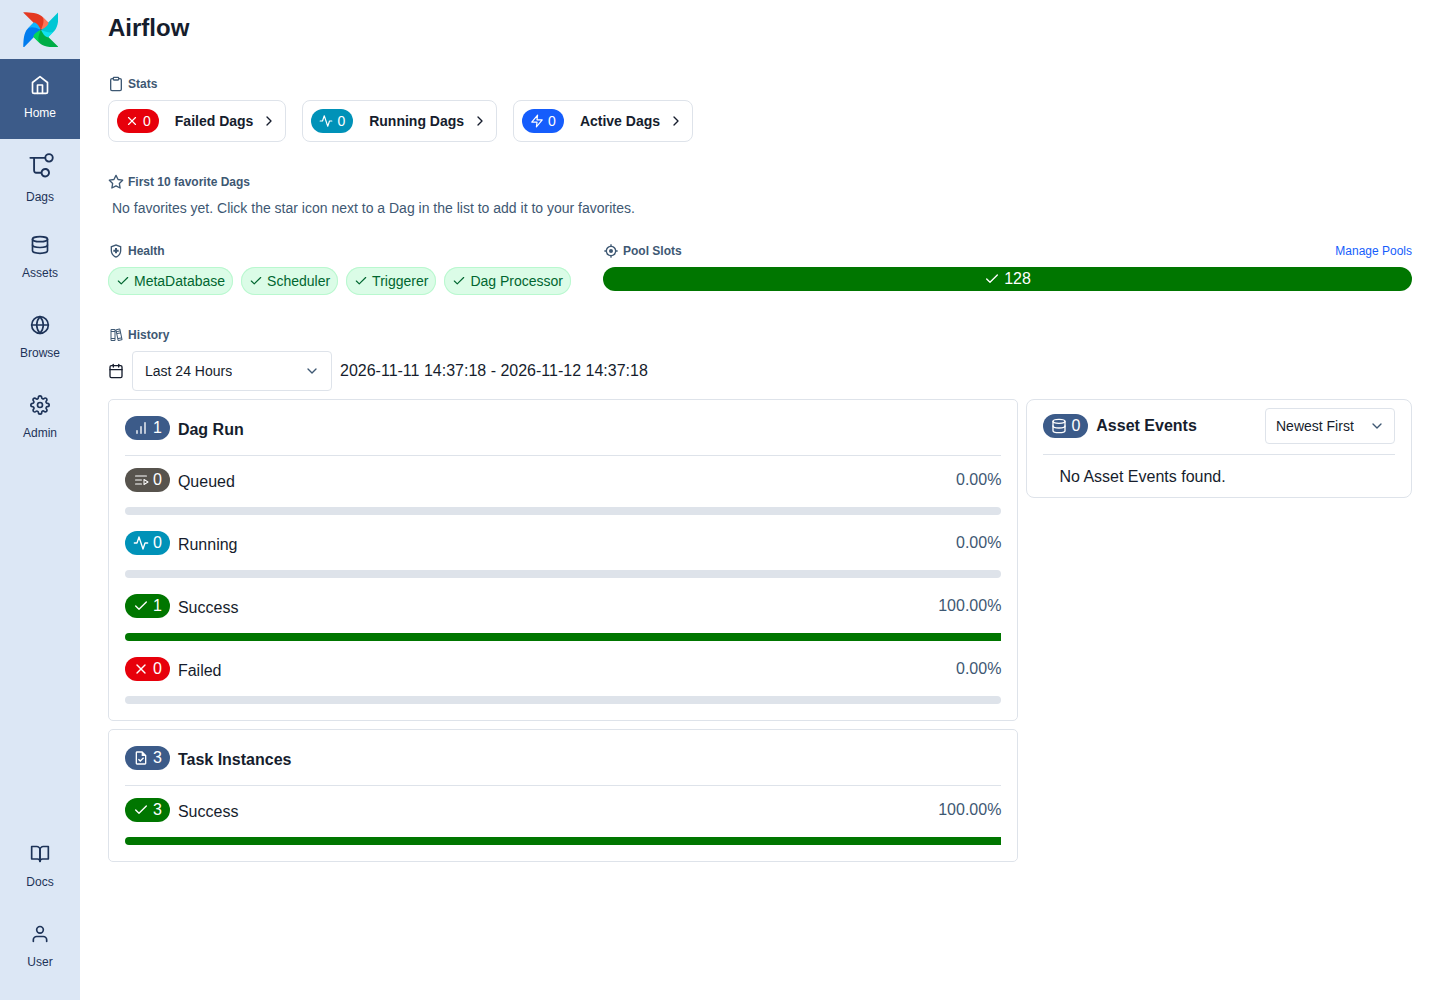 Airflow
Home
Dags
Assets
Browse
Admin
Docs
User
Stats
0 Failed Dags
0 Running Dags
0 Active Dags
First 10 favorite Dags
No favorites yet. Click the star icon next to a Dag in the list to add it to your favorites.
Health
MetaDatabase
Scheduler
Triggerer
Dag Processor
Pool Slots
Manage Pools
128
History
Last 24 Hours
2026-11-11 14:37:18 - 2026-11-12 14:37:18
1 Dag Run
0 Queued 0.00%
0 Running 0.00%
1 Success 100.00%
0 Failed 0.00%
3 Task Instances
3 Success 100.00%
0 Asset Events
Newest First
No Asset Events found.